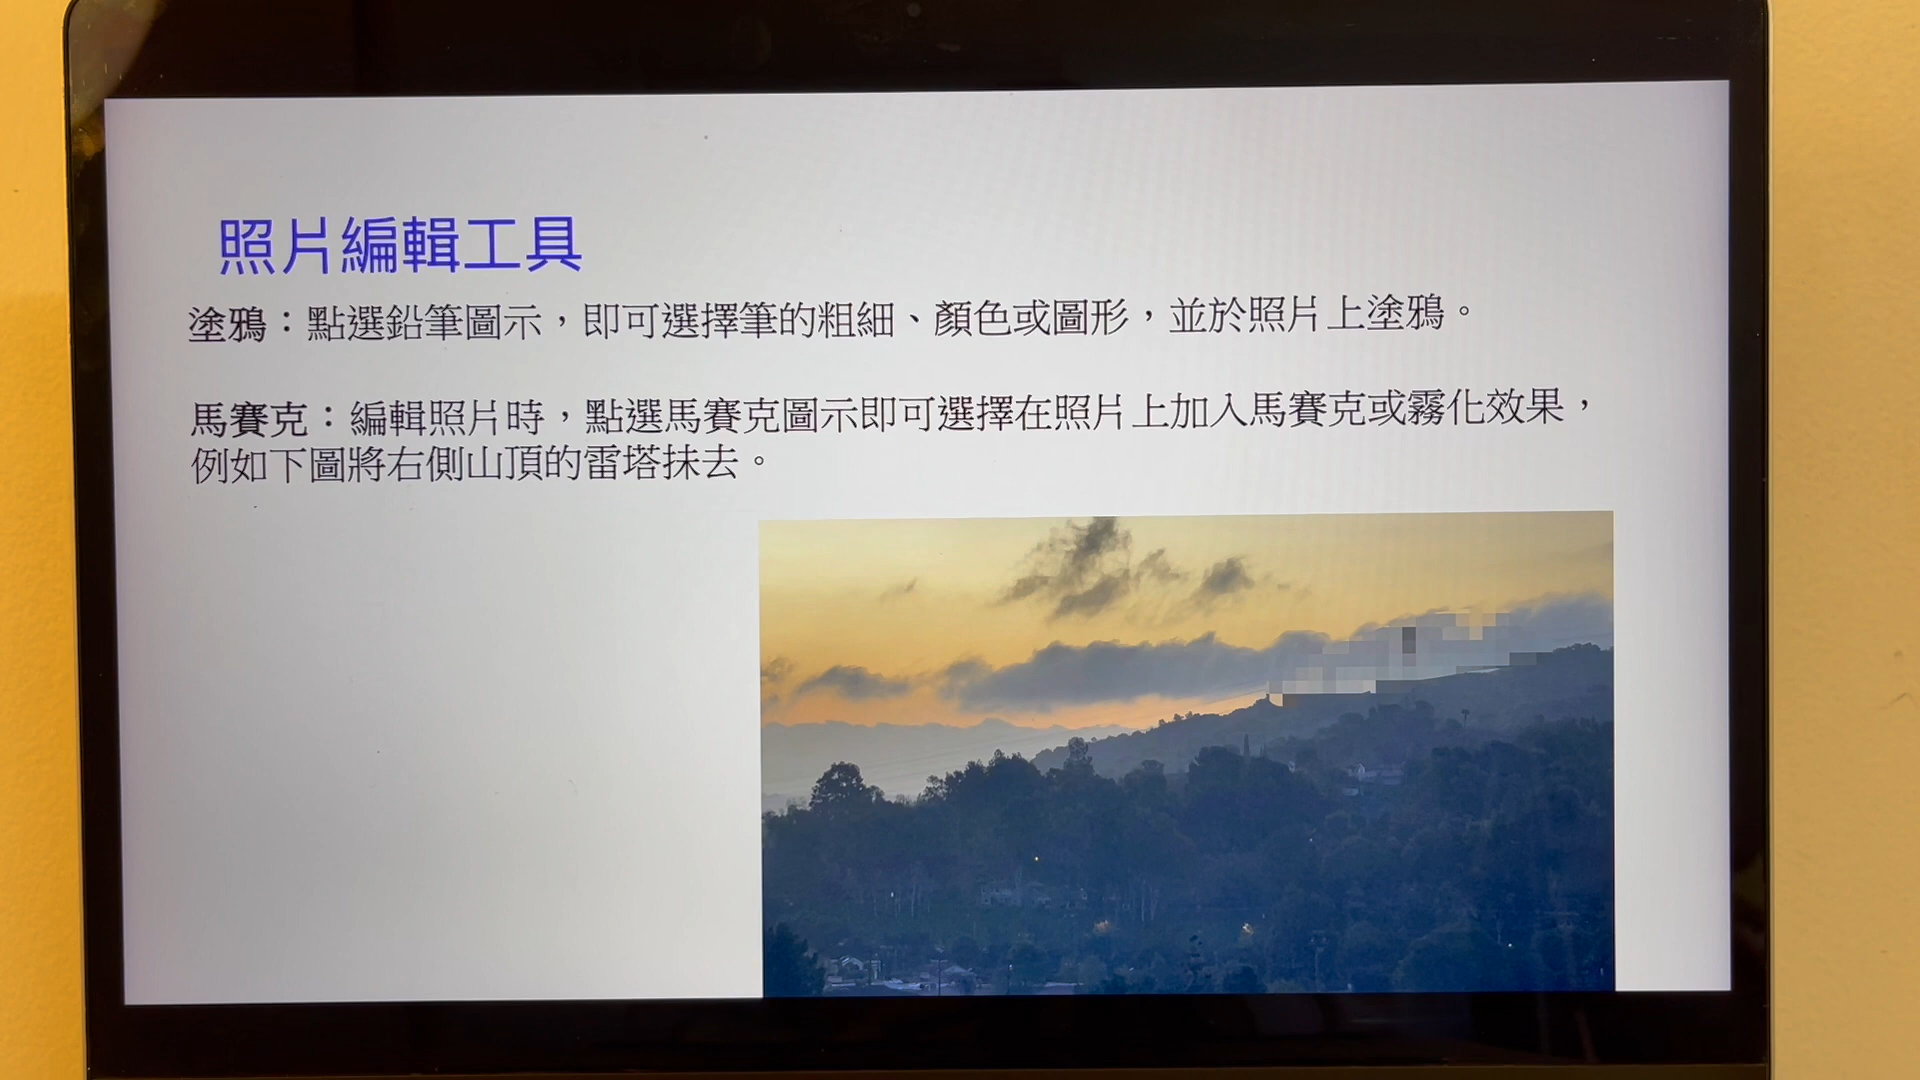 照片編輯工具
塗鴉：點選鉛筆圖示，即可選擇筆的粗細、顏色或圖形，並於照片上塗鴉。
馬賽克：編輯照片時，點選馬賽克圖示即可選擇在照片上加入馬賽克或霧化效果，
例如下圖將右側山頂的雷塔抹去。